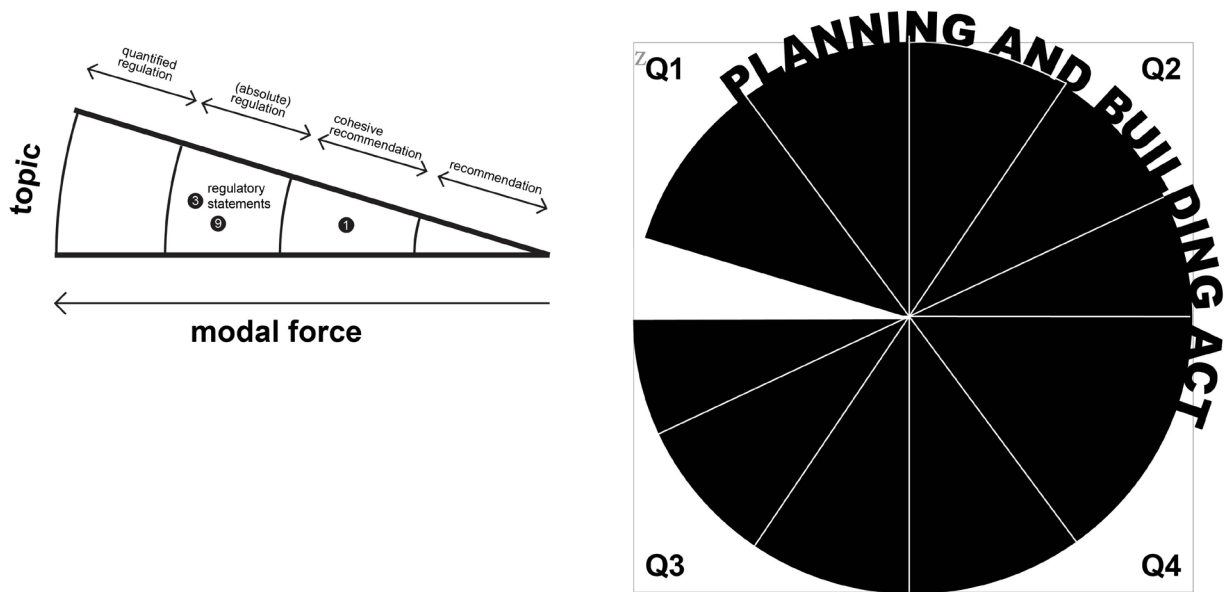 quantified
regulation
(absolute)
regulation
cohesive
recommendation
recommendation
topic
3 regulatory
statements
9
1
modal force
PLANNING AND BUILDING ACT
Z
Q1
Q2
Q3
Q4